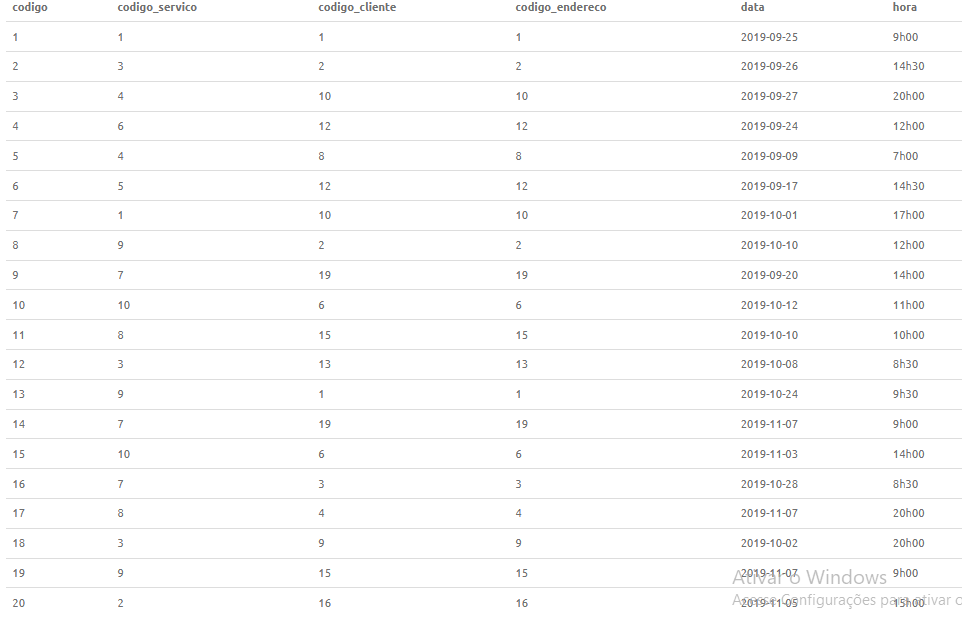 codigo codigo_servico codigo_cliente codigo_endereco data hora
1 1 1 1 2019-09-25 9h00
2 3 2 2 2019-09-26 14h30
3 4 10 10 2019-09-27 20h00
4 6 12 12 2019-09-24 12h00
5 4 8 8 2019-09-09 7h00
6 5 12 12 2019-09-17 14h30
7 1 10 10 2019-10-01 17h00
8 9 2 2 2019-10-10 12h00
9 7 19 19 2019-09-20 14h00
10 10 6 6 2019-10-12 11h00
11 8 15 15 2019-10-10 10h00
12 3 13 13 2019-10-08 8h30
13 9 1 1 2019-10-24 9h30
14 7 19 19 2019-11-07 9h00
15 10 6 6 2019-11-03 14h00
16 7 3 3 2019-10-28 8h30
17 8 4 4 2019-11-07 20h00
18 3 9 9 2019-10-02 20h00
19 9 15 15 2019-11-07 9h00
Ativar o Windows
20 2 16 16 2019-11-05 15h00
Acesse Configurações para ativar o